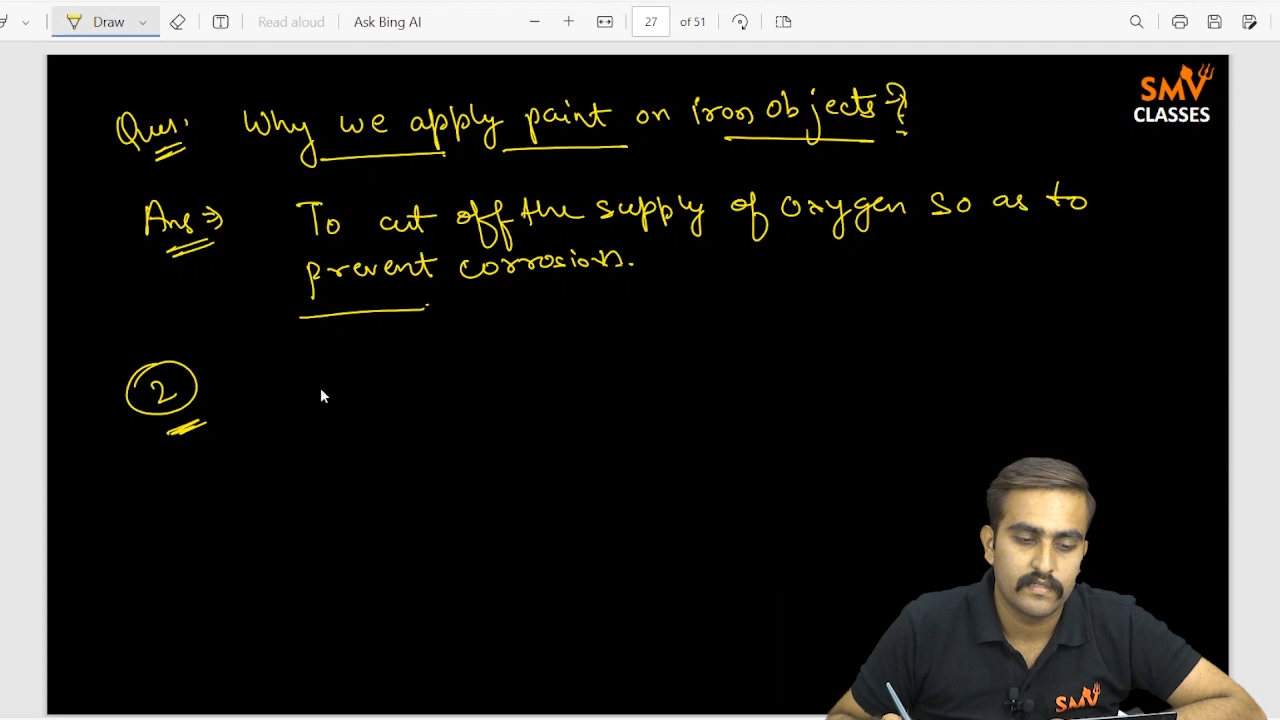 Draw
Read aloud
Ask Bing AI
27 of 51
SMV
CLASSES
Ques. Why we apply paint on iron objects?
Ans ⇒ To cut off the supply of oxygen so as to
prevent corrosion.
2
SMV